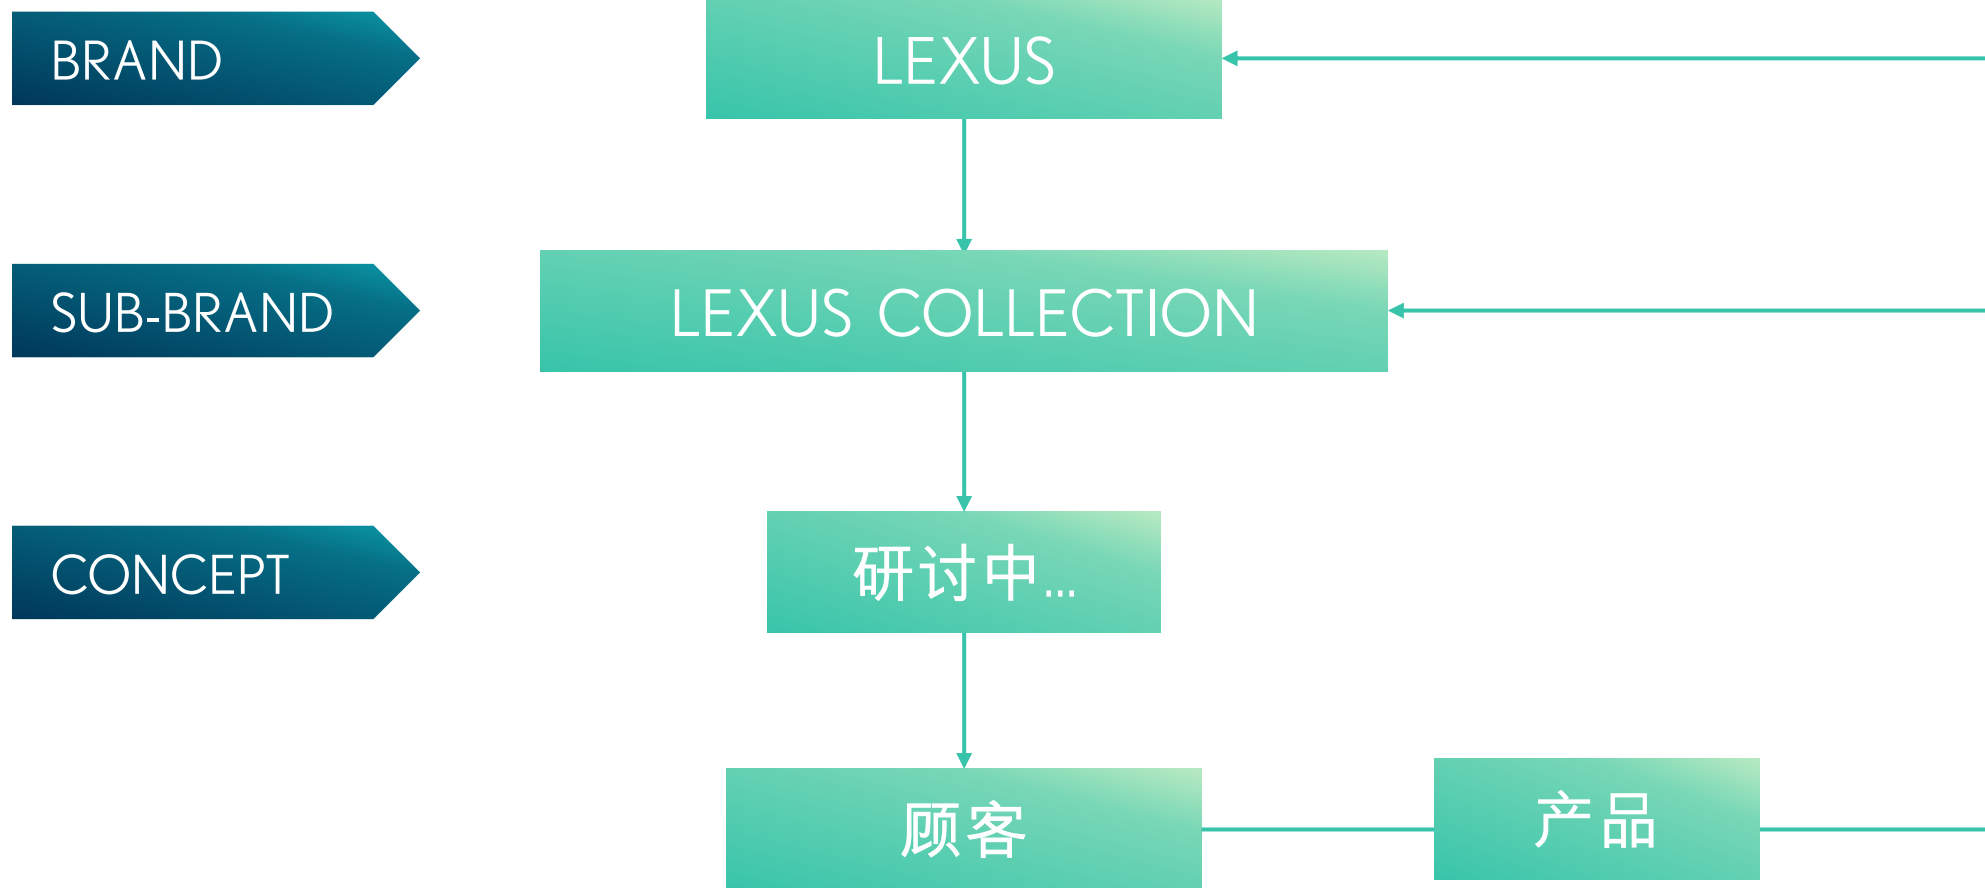 BRAND
LEXUS
SUB-BRAND
LEXUS COLLECTION
CONCEPT
研讨中...
顾客
产品